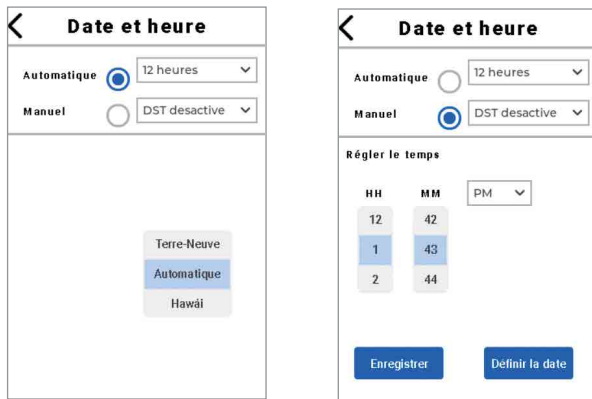 Date et heure
Automatique 12 heures
Manuel DST desactive
Terre-Neuve
Automatique
Hawái
Date et heure
Automatique 12 heures
Manuel DST desactive
Régler le temps
HH MM PM
12 42
1 43
2 44
Enregistrer Définir la date